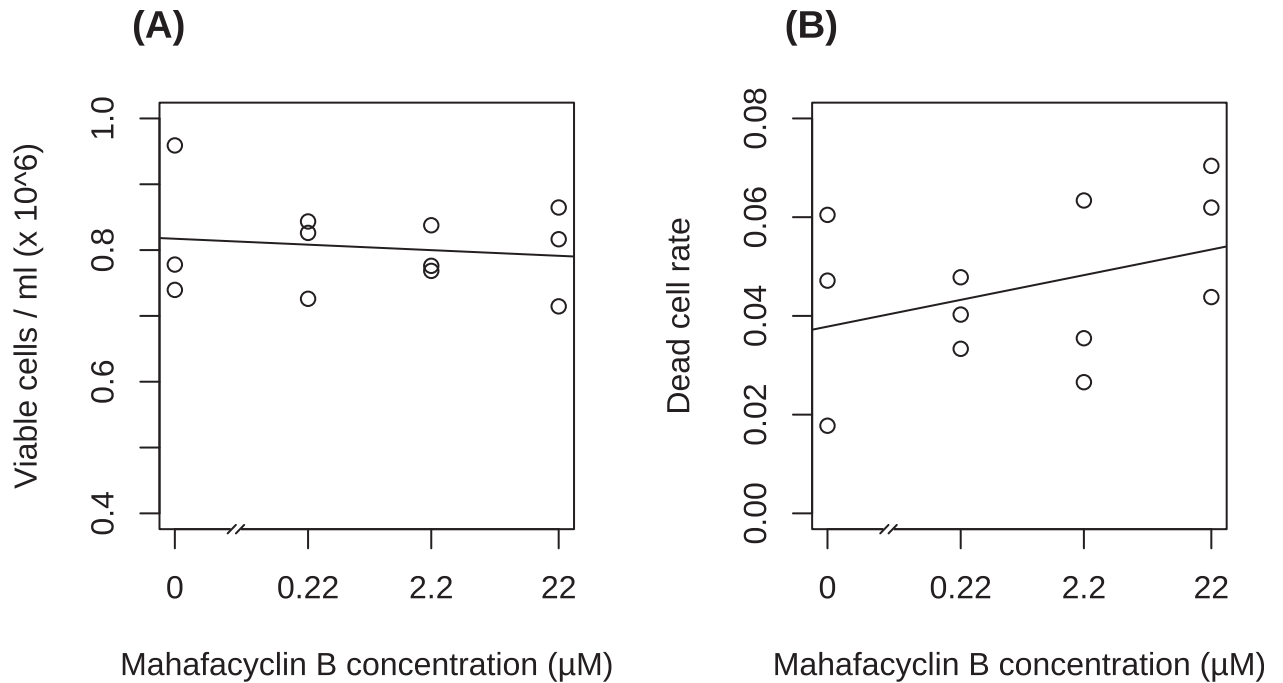 (A)
Viable cells / ml (x 10^6)
1.0
0.8
0.6
0.4
0 0.22 2.2 22
Mahafacyclin B concentration (µM)
(B)
Dead cell rate
0.08
0.06
0.04
0.02
0.00
0 0.22 2.2 22
Mahafacyclin B concentration (µM)